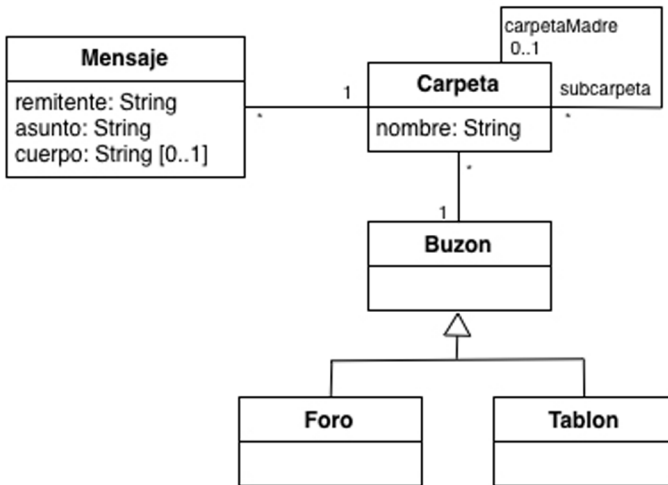 carpetaMadre
0..1
Mensaje
remitente: String
asunto: String
cuerpo: String [0..1]
1
*
Carpeta
nombre: String
subcarpeta
*
*
1
Buzon
Foro
Tablon